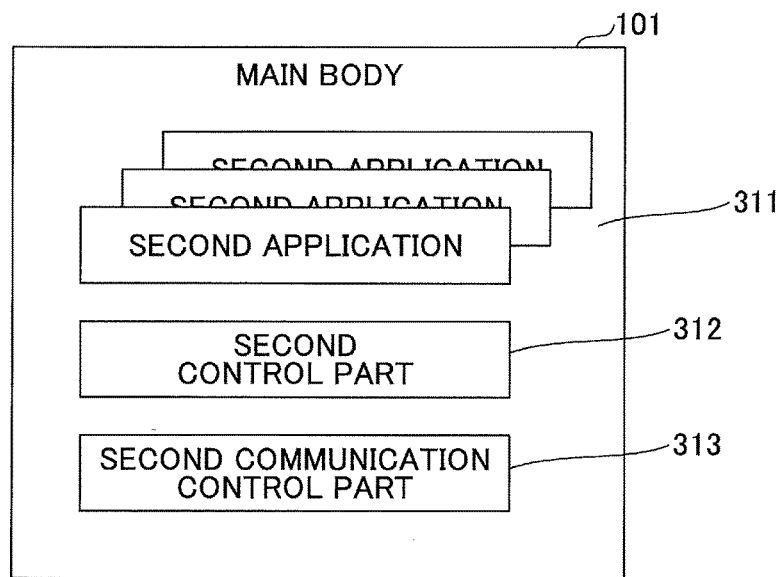 101
MAIN BODY
SECOND APPLICATION
SECOND APPLICATION
SECOND APPLICATION
311
SECOND
CONTROL PART
312
SECOND COMMUNICATION
CONTROL PART
313